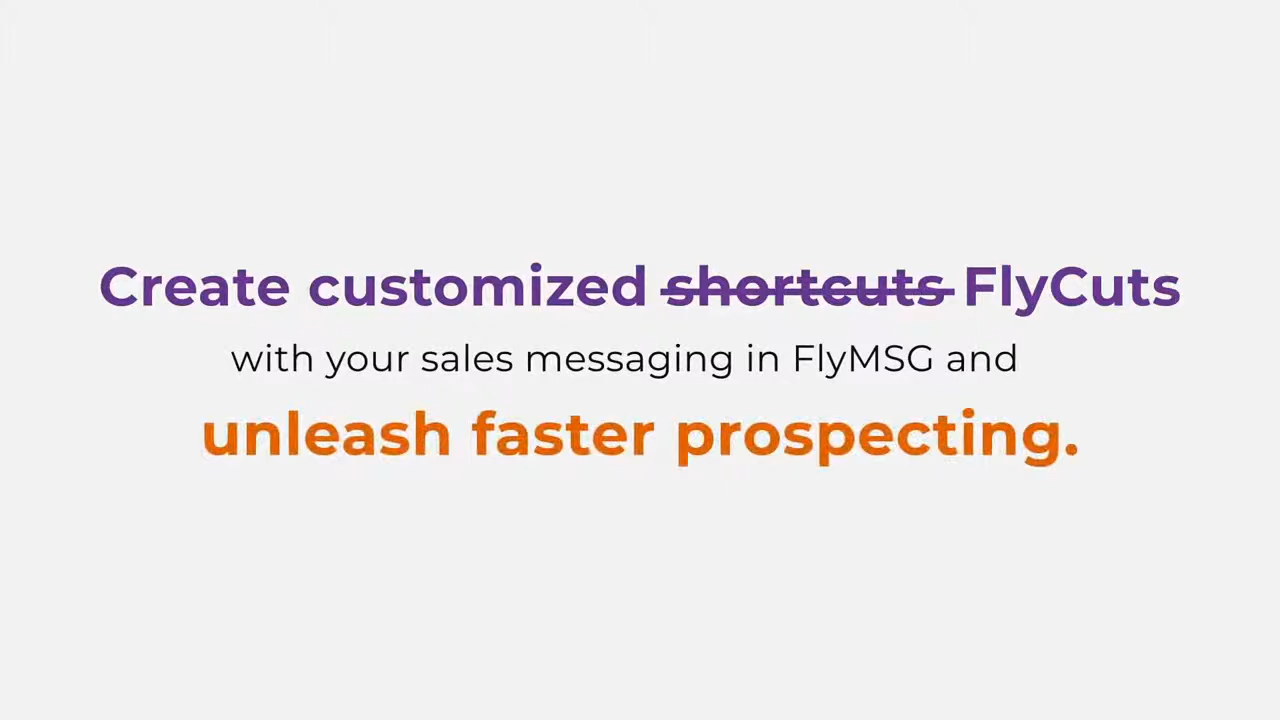 Create customized shortcuts FlyCuts
with your sales messaging in FlyMSG and
unleash faster prospecting.